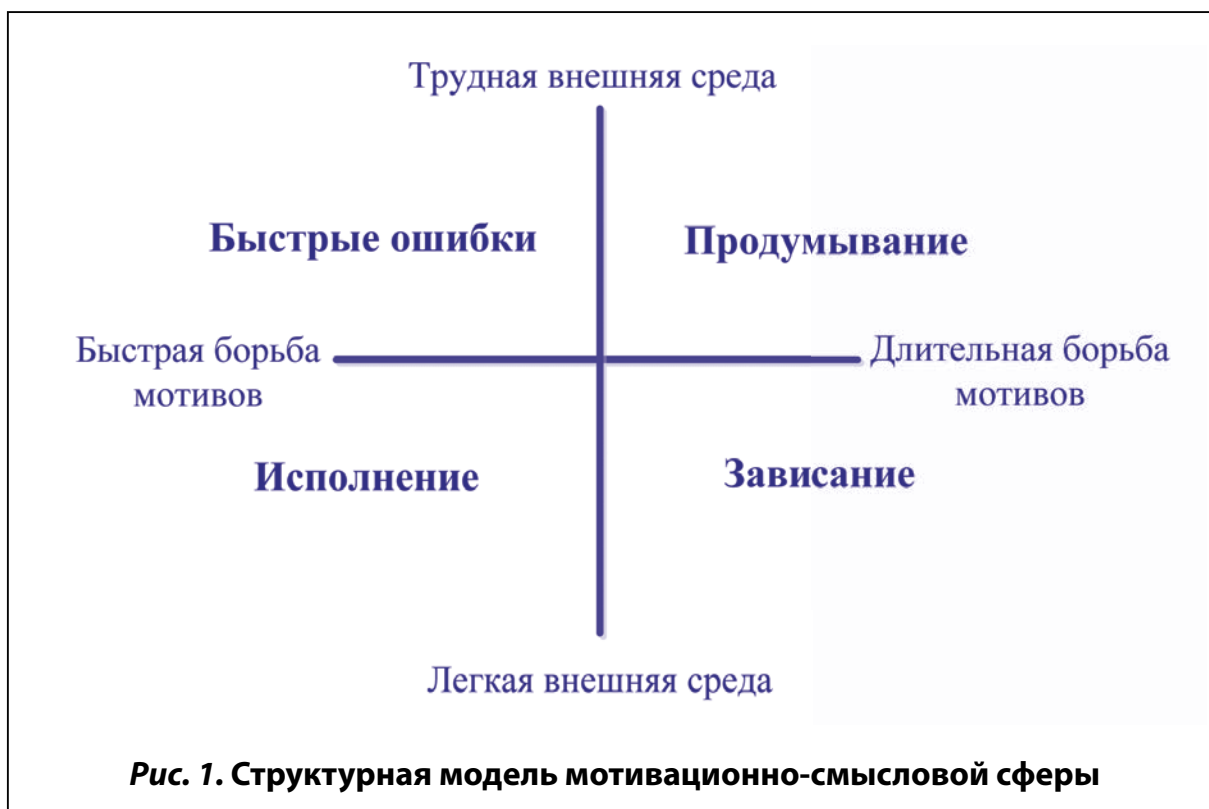 Трудная внешняя среда
Быстрые ошибки
Продумывание
Быстрая борьба
мотивов
Длительная борьба
мотивов
Исполнение
Зависание
Легкая внешняя среда
Рис. 1. Структурная модель мотивационно-смысловой сферы